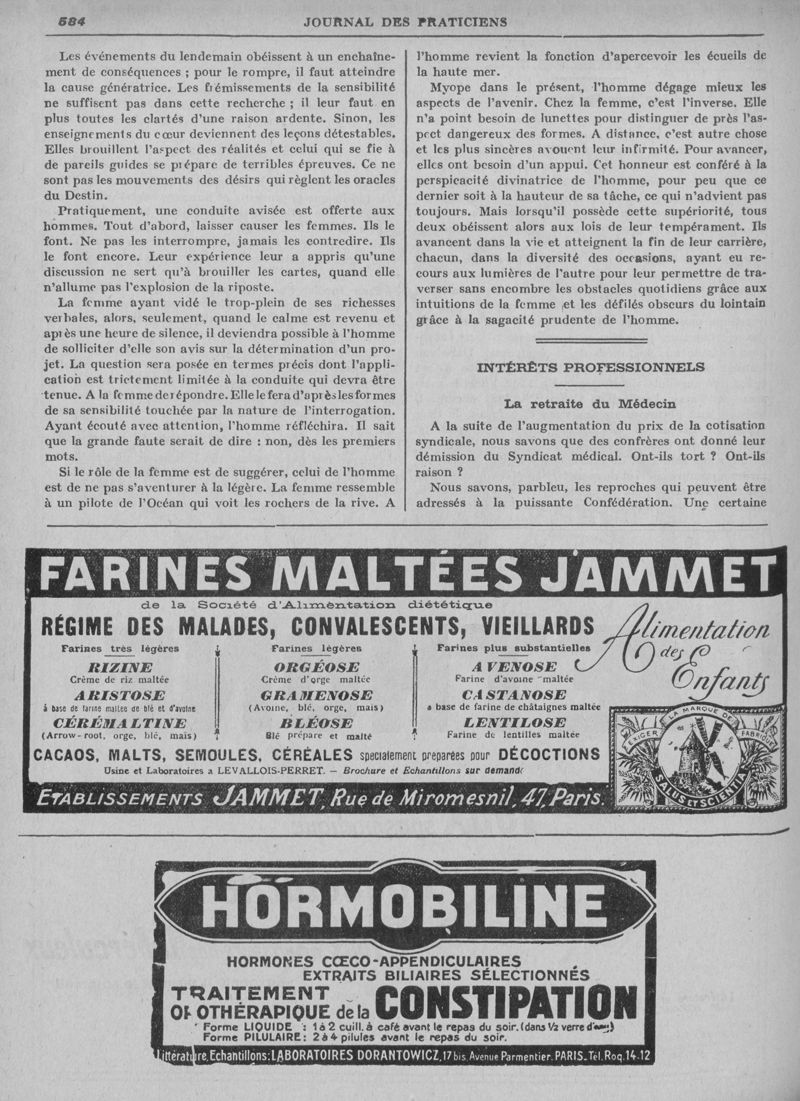 584
JOURNAL DES PRATICIENS
Les événements du lendemain obéissent à un enchaîne-
ment de conséquences ; pour le rompre, il faut atteindre
la cause génératrice. Les frémissements de la sensibilité
ne suffisent pas dans cette recherche ; il leur faut en
plus toutes les clartés d'une raison ardente. Sinon, les
enseignements du cœur deviennent des leçons détestables.
Elles brouillent l'aspect des réalités et celui qui se fie à
de pareils guides se prépare de terribles épreuves. Ce ne
sont pas les mouvements des désirs qui règlent les oracles
du Destin.
Pratiquement, une conduite avisée est offerte aux
hommes. Tout d'abord, laisser causer les femmes. Ils le
font. Ne pas les interrompre, jamais les contredire. Ils
le font encore. Leur expérience leur a appris qu'une
discussion ne sert qu'à brouiller les cartes, quand elle
n'allume pas l'explosion de la riposte.
La femme ayant vidé le trop-plein de ses richesses
verbales, alors, seulement, quand le calme est revenu et
après une heure de silence, il deviendra possible à l'homme
de solliciter d'elle son avis sur la détermination d'un pro-
jet. La question sera posée en termes précis dont l'appli-
cation est trictement limitée à la conduite qui devra être
tenue. A la femme de répondre. Elle le fera d'après les formes
de sa sensibilité touchée par la nature de l'interrogation.
Ayant écouté avec attention, l'homme réfléchira. Il sait
que la grande faute serait de dire : non, dès les premiers
mots.
Si le rôle de la femme est de suggérer, celui de l'homme
est de ne pas s'aventurer à la légère. La femme ressemble
à un pilote de l'Océan qui voit les rochers de la rive. A
l'homme revient la fonction d'apercevoir les écueils de
la haute mer.
Myope dans le présent, l'homme dégage mieux les
aspects de l'avenir. Chez la femme, c'est l'inverse. Elle
n'a point besoin de lunettes pour distinguer de près l'as-
pect dangereux des formes. A distance, c'est autre chose
et les plus sincères avouent leur infirmité. Pour avancer,
elles ont besoin d'un appui. Cet honneur est conféré à la
perspicacité divinatrice de l'homme, pour peu que ce
dernier soit à la hauteur de sa tâche, ce qui n'advient pas
toujours. Mais lorsqu'il possède cette supériorité, tous
deux obéissent alors aux lois de leur tempérament. Ils
avancent dans la vie et atteignent la fin de leur carrière,
chacun, dans la diversité des occasions, ayant eu re-
cours aux lumières de l'autre pour leur permettre de tra-
verser sans encombre les obstacles quotidiens grâce aux
intuitions de la femme et les défilés obscurs du lointain
grâce à la sagacité prudente de l'homme.
INTÉRÊTS PROFESSIONNELS
La retraite du Médecin
A la suite de l'augmentation du prix de la cotisation
syndicale, nous savons que des confrères ont donné leur
démission du Syndicat médical. Ont-ils tort ? Ont-ils
raison ?
Nous savons, parbleu, les reproches qui peuvent être
adressés à la puissante Confédération. Une certaine
FARINES MALTÉES JAMMET
de la Société d'Alimentation diététique
RÉGIME DES MALADES, CONVALESCENTS, VIEILLARDS
Alimentation
des
Enfants
Farines très légères
RIZINE
Crème de riz maltée
ARISTOSE
à base de farine maltée de blé et d'avoine
CÉRÉMALTINE
(Arrow-root, orge, blé, mais)
Farines légères
ORGÉOSE
Crème d'orge maltée
GRAMENOSE
(Avoine, blé, orge, mais)
BLÉOSE
Blé préparé et malté
Farines plus substantielles
AVENOSE
Farine d'avoine maltée
CASTANOSE
a base de farine de châtaignes maltée
LENTILOSE
Farine de lentilles maltée
CACAOS, MALTS, SEMOULES, CÉRÉALES spécialement préparées pour DÉCOCTIONS
Usine et Laboratoires a LEVALLOIS-PERRET. — Brochure et Echantillons sur demande
ETABLISSEMENTS JAMMET, Rue de Miromesnil, 47, Paris.
EXIGER LA MARQUE DE FABRIQUE
SALUS ET SCIENTIA
HORMOBILINE
HORMONES CŒCO-APPENDICULAIRES
EXTRAITS BILIAIRES SÉLECTIONNÉS
TRAITEMENT
OPOTHÉRAPIQUE de la CONSTIPATION
Forme LIQUIDE : 1 à 2 cuill. à café avant le repas du soir. (dans ½ verre d'eau)
Forme PILULAIRE : 2 à 4 pilules avant le repas du soir.
Littérature, Echantillons: LABORATOIRES DORANTOWICZ, 17 bis, Avenue Parmentier. PARIS_Tél. Roq. 14-12